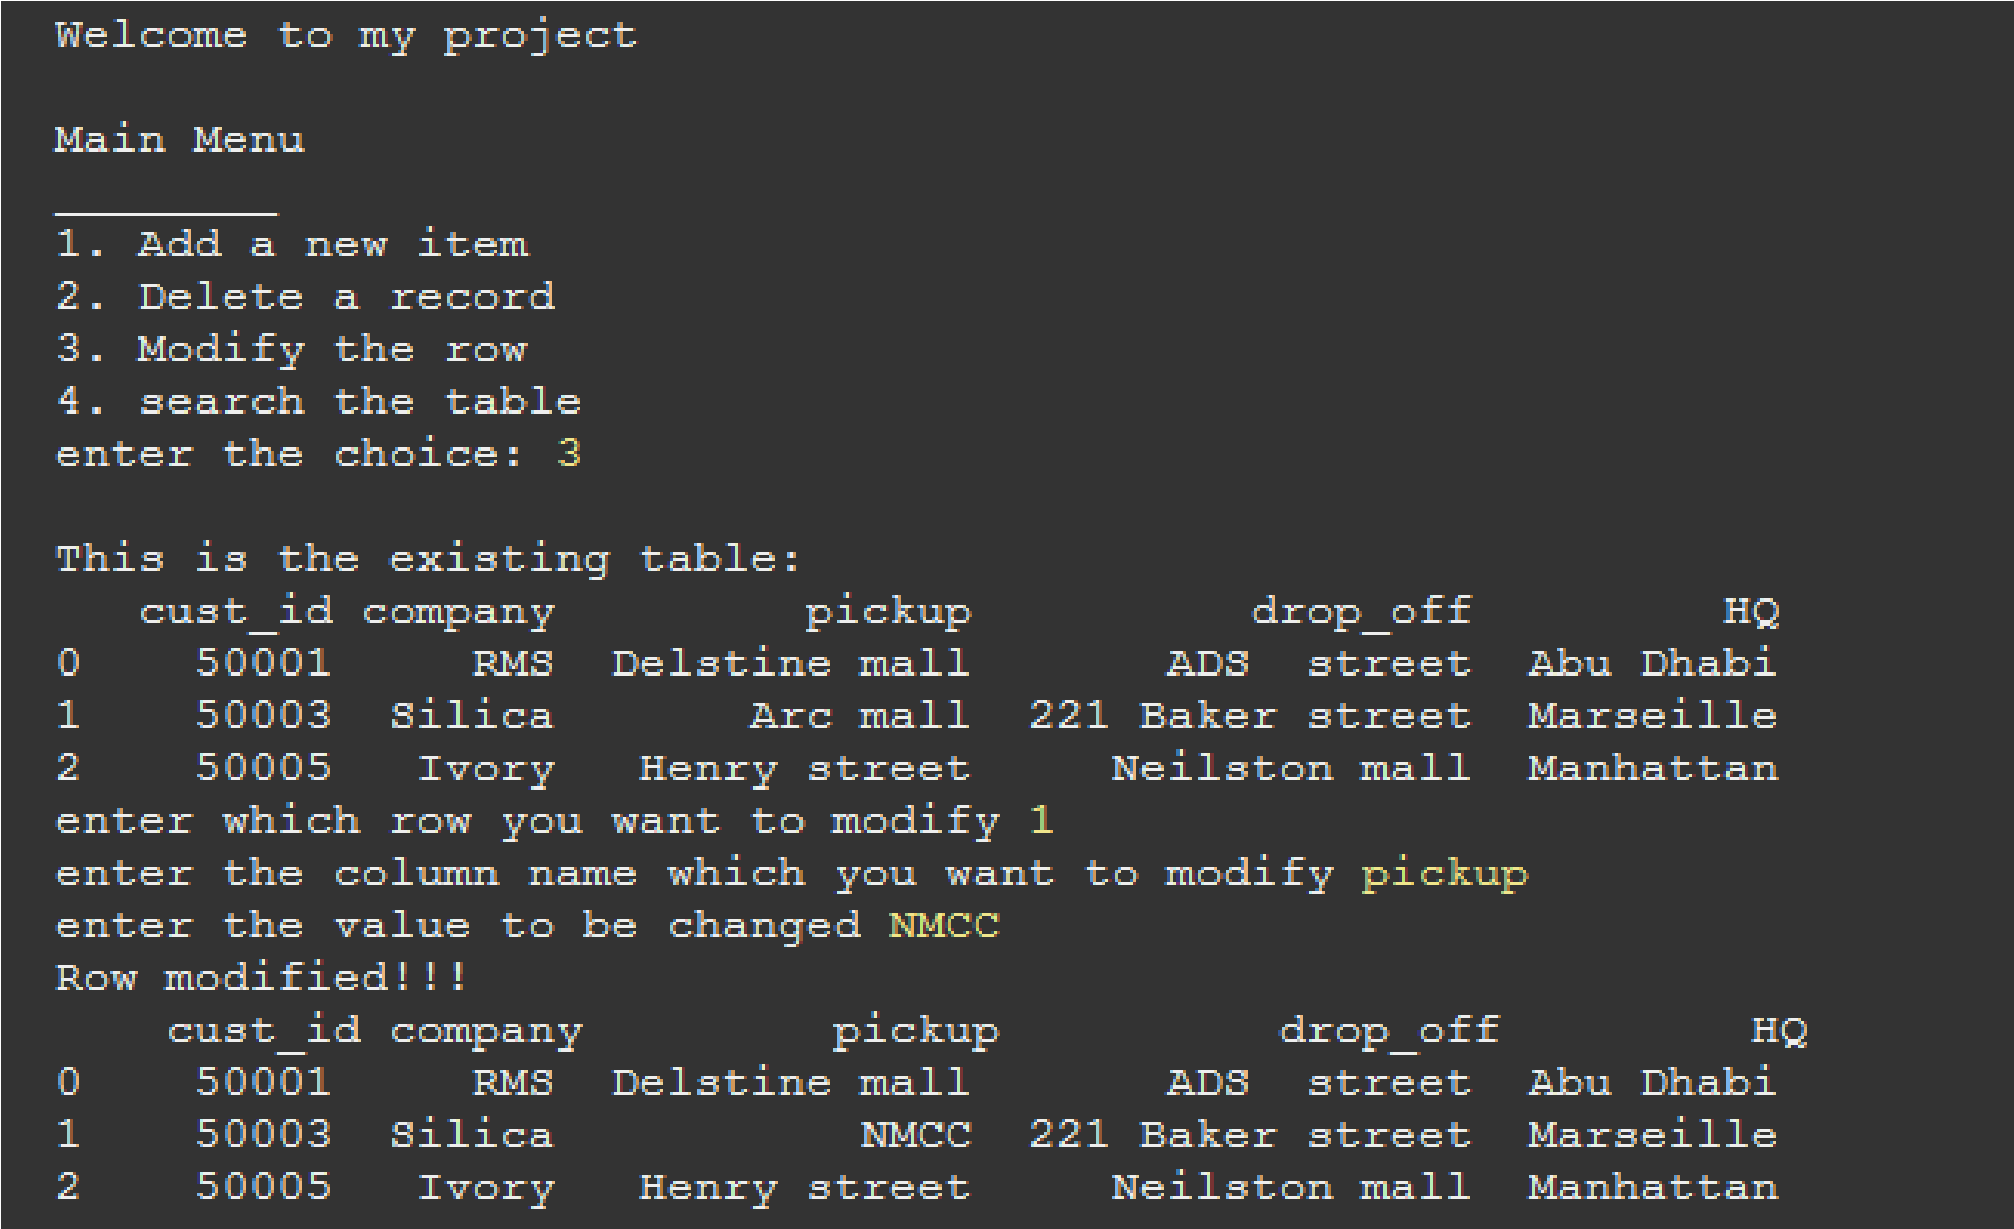 Welcome to my project
Main Menu
________
1. Add a new item
2. Delete a record
3. Modify the row
4. search the table
enter the choice: 3
This is the existing table:
   cust_id company         pickup          drop_off         HQ
0    50001     RMS  Delstine mall       ADS  street  Abu Dhabi
1    50003  Silica       Arc mall  221 Baker street  Marseille
2    50005   Ivory   Henry street     Neilston mall  Manhattan
enter which row you want to modify 1
enter the column name which you want to modify pickup
enter the value to be changed NMCC
Row modified!!!
    cust_id company         pickup          drop_off         HQ
0    50001     RMS  Delstine mall       ADS  street  Abu Dhabi
1    50003  Silica           NMCC  221 Baker street  Marseille
2    50005   Ivory   Henry street     Neilston mall  Manhattan